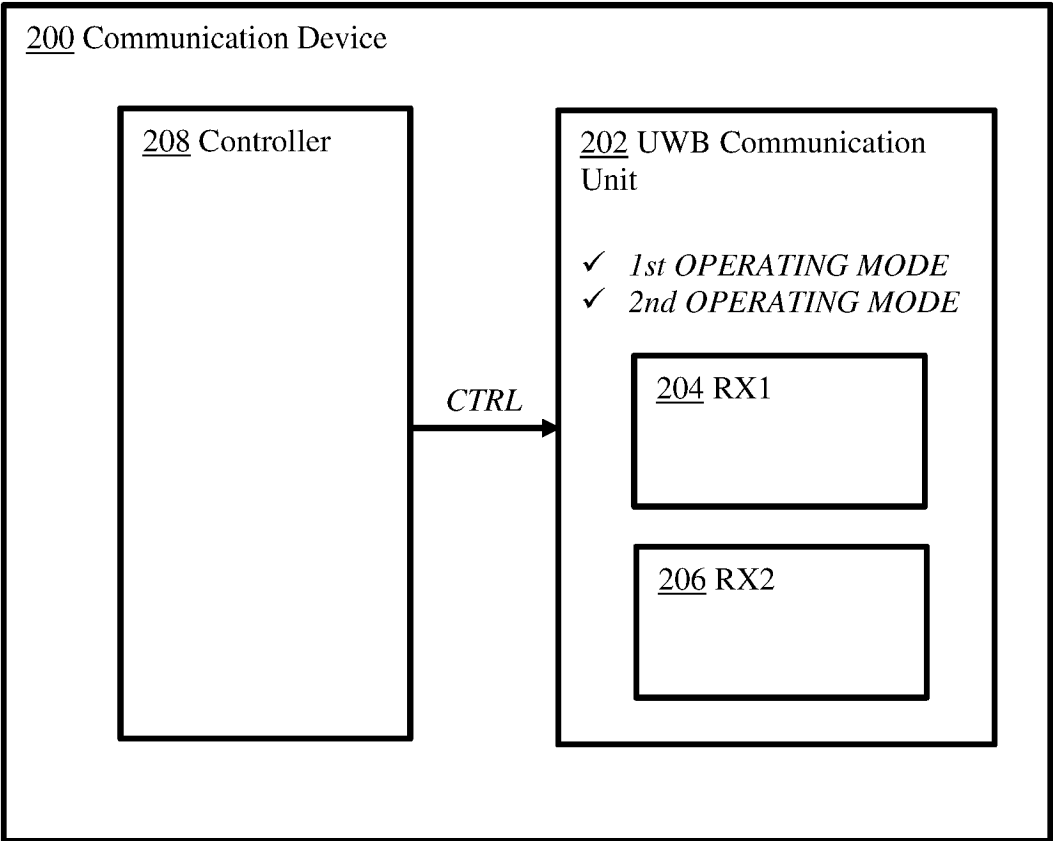 200 Communication Device
208 Controller
202 UWB Communication
Unit
✓ 1st OPERATING MODE
✓ 2nd OPERATING MODE
CTRL
204 RX1
206 RX2